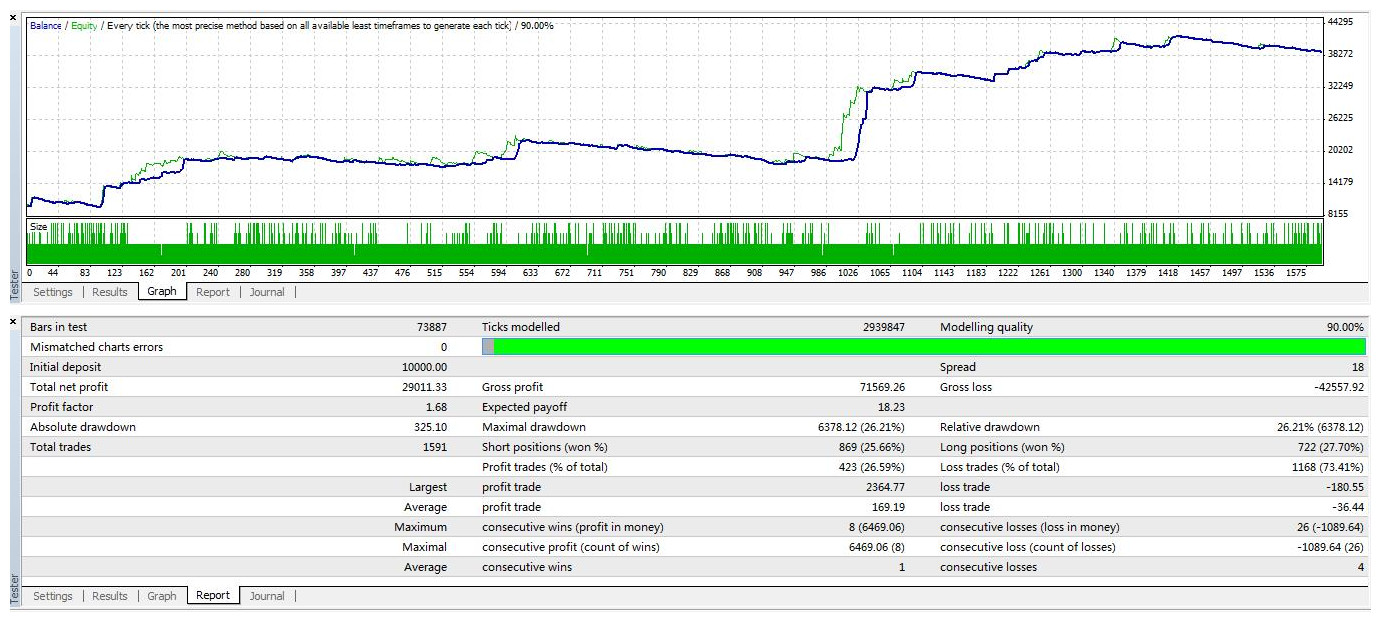 Balance / Equity / Every tick (the most precise method based on all available least timeframes to generate each tick) / 90.00%
44295
38272
32249
26225
20202
14179
8155
Size
0 44 83 123 162 201 240 280 319 358 397 437 476 515 554 594 633 672 711 751 790 829 868 908 947 986 1026 1065 1104 1143 1183 1222 1261 1300 1340 1379 1418 1457 1497 1536 1575
Tester
Settings Results Graph Report Journal
Bars in test 73887 Ticks modelled 2939847 Modelling quality 90.00%
Mismatched charts errors 0
Initial deposit 10000.00 Spread 18
Total net profit 29011.33 Gross profit 71569.26 Gross loss -42557.92
Profit factor 1.68 Expected payoff 18.23
Absolute drawdown 325.10 Maximal drawdown 6378.12 (26.21%) Relative drawdown 26.21% (6378.12)
Total trades 1591 Short positions (won %) 869 (25.66%) Long positions (won %) 722 (27.70%)
Profit trades (% of total) 423 (26.59%) Loss trades (% of total) 1168 (73.41%)
Largest profit trade 2364.77 loss trade -180.55
Average profit trade 169.19 loss trade -36.44
Maximum consecutive wins (profit in money) 8 (6469.06) consecutive losses (loss in money) 26 (-1089.64)
Maximal consecutive profit (count of wins) 6469.06 (8) consecutive loss (count of losses) -1089.64 (26)
Average consecutive wins 1 consecutive losses 4
Tester
Settings Results Graph Report Journal